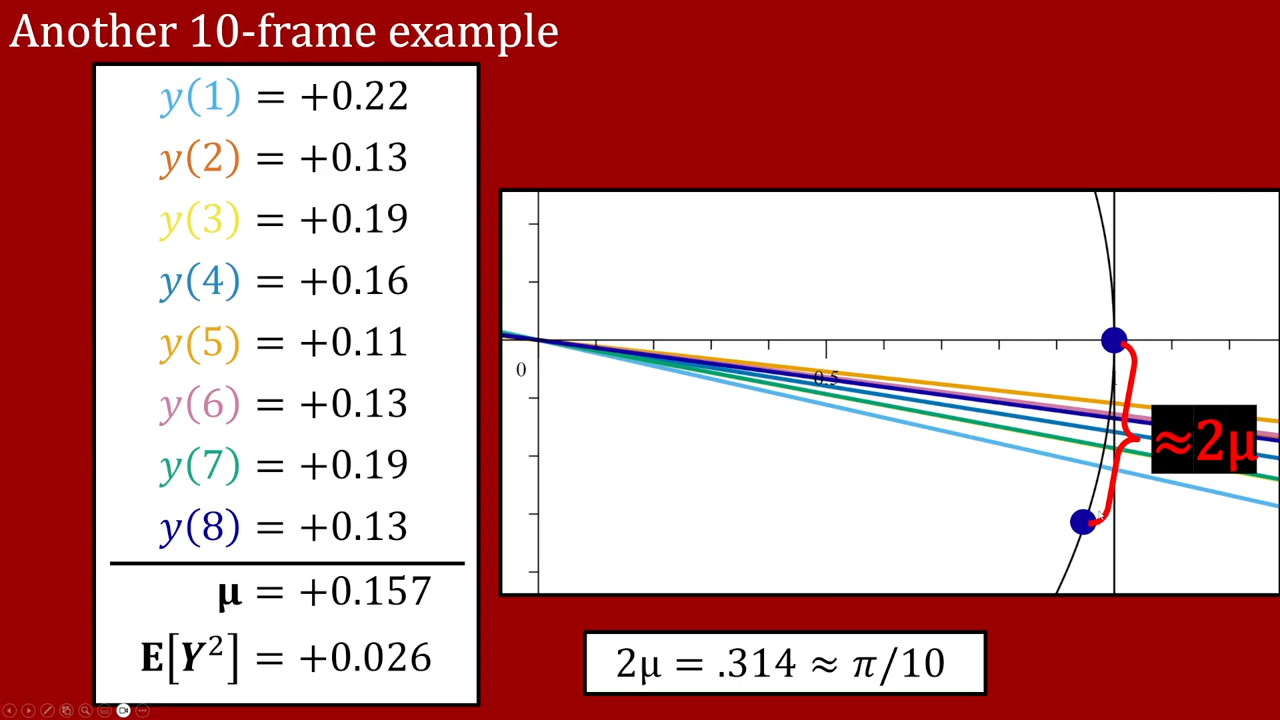 Another 10-frame example
y(1) = +0.22
y(2) = +0.13
y(3) = +0.19
y(4) = +0.16
y(5) = +0.11
y(6) = +0.13
y(7) = +0.19
y(8) = +0.13
μ = +0.157
E[Y²] = +0.026
0
0.5
1
≈2μ
2μ = .314 ≈ π/10